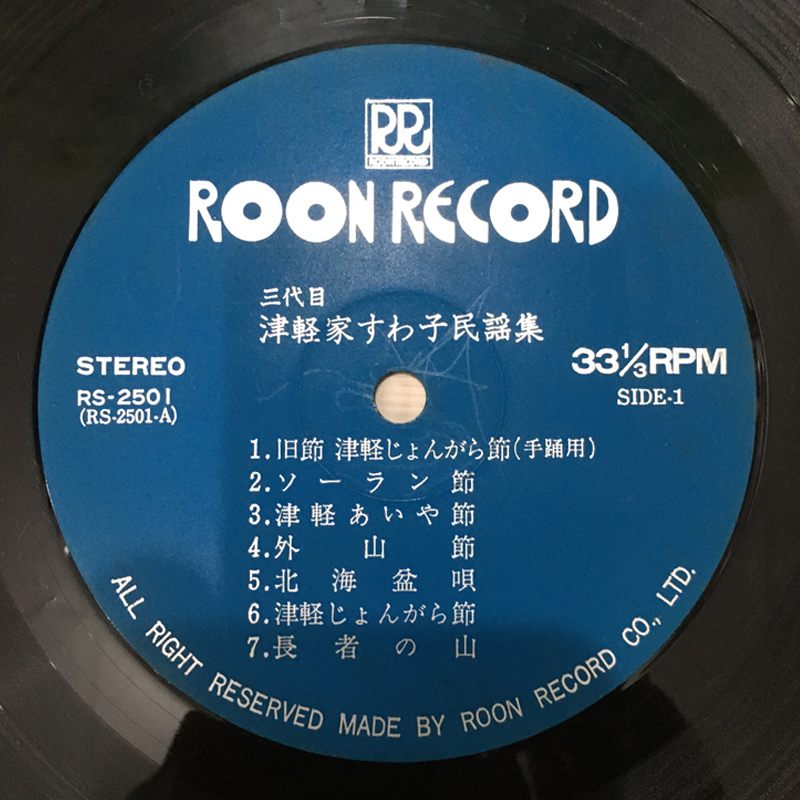 RR
ROON RECORD
ROON RECORD
三代目
津軽家すわ子民謡集
STEREO
RS-2501
(RS-2501-A)
33⅓RPM
SIDE-1
1.旧節 津軽じょんがら節(手踊用)
2.ソーラン節
3.津軽あいや節
4.外山節
5.北海盆唄
6.津軽じょんがら節
7.長者の山
ALL RIGHT RESERVED MADE BY ROON RECORD CO., LTD.